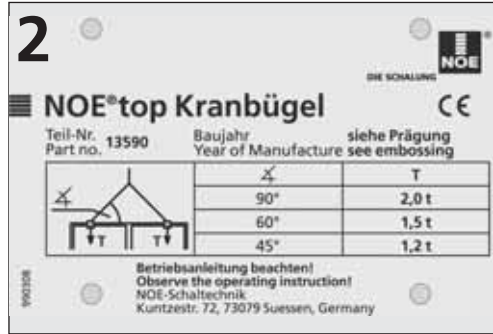 2
NOE®
DIE SCHALUNG
NOE®top Kranbügel CE
Teil-Nr. 13590 Baujahr siehe Prägung
Part no. Year of Manufacture see embossing
∡ T
90° 2,0 t
60° 1,5 t
45° 1,2 t
∡
T T
Betriebsanleitung beachten!
Observe the operating instruction!
NOE-Schaltechnik
Kuntzestr. 72, 73079 Suessen, Germany